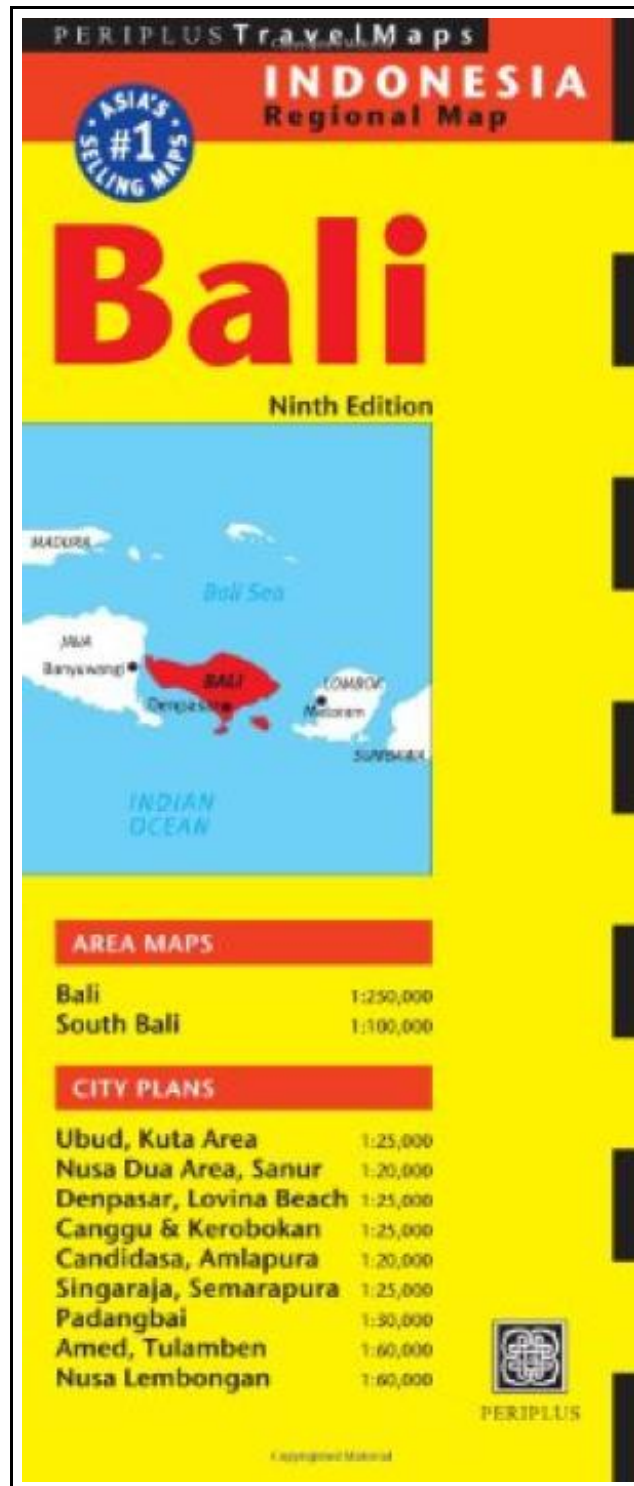 PERIPLUS TravelMaps
INDONESIA
Regional Map
ASIA'S
#1
SELLING MAPS
Bali
Ninth Edition
MADURA
Bali Sea
JAVA
Banyuwangi
BALI
LOMBOK
Denpasar
Mataram
SUMBAWA
INDIAN
OCEAN
AREA MAPS
Bali 1:250,000
South Bali 1:100,000
CITY PLANS
Ubud, Kuta Area 1:25,000
Nusa Dua Area, Sanur 1:20,000
Denpasar, Lovina Beach 1:25,000
Canggu & Kerobokan 1:25,000
Candidasa, Amlapura 1:20,000
Singaraja, Semarapura 1:25,000
Padangbai 1:30,000
Amed, Tulamben 1:60,000
Nusa Lembongan 1:60,000
PERIPLUS
Copyrighted Material